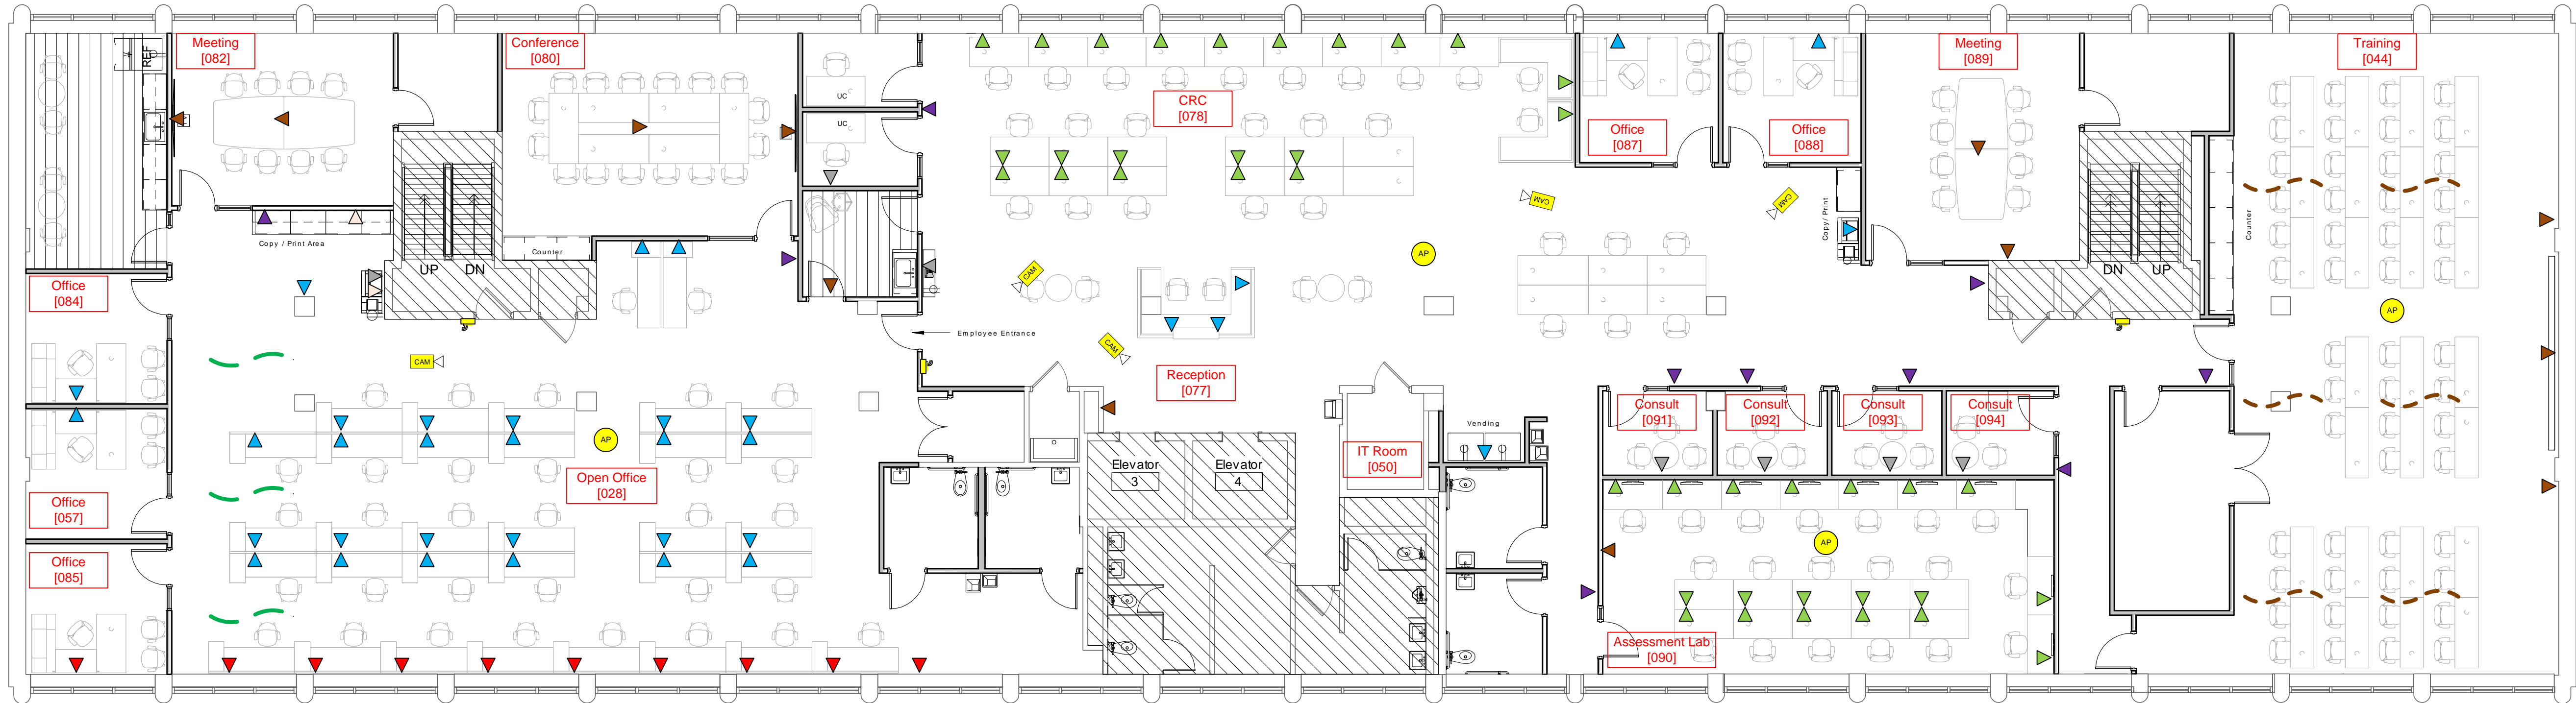 REF
Meeting
[082]
Conference
[080]
UC
UC
CRC
[078]
Office
[087]
Office
[088]
Meeting
[089]
Training
[044]
CAM
CAM
Copy / Print
Counter
Copy / Print Area
UP
DN
Counter
AP
DN
UP
CAM
Office
[084]
AP
Employee Entrance
CAM
CAM
Reception
[077]
Consult
[091]
Consult
[092]
Consult
[093]
Consult
[094]
Vending
AP
IT Room
[050]
Elevator
3
Elevator
4
Open Office
[028]
Office
[057]
AP
Office
[085]
Assessment Lab
[090]